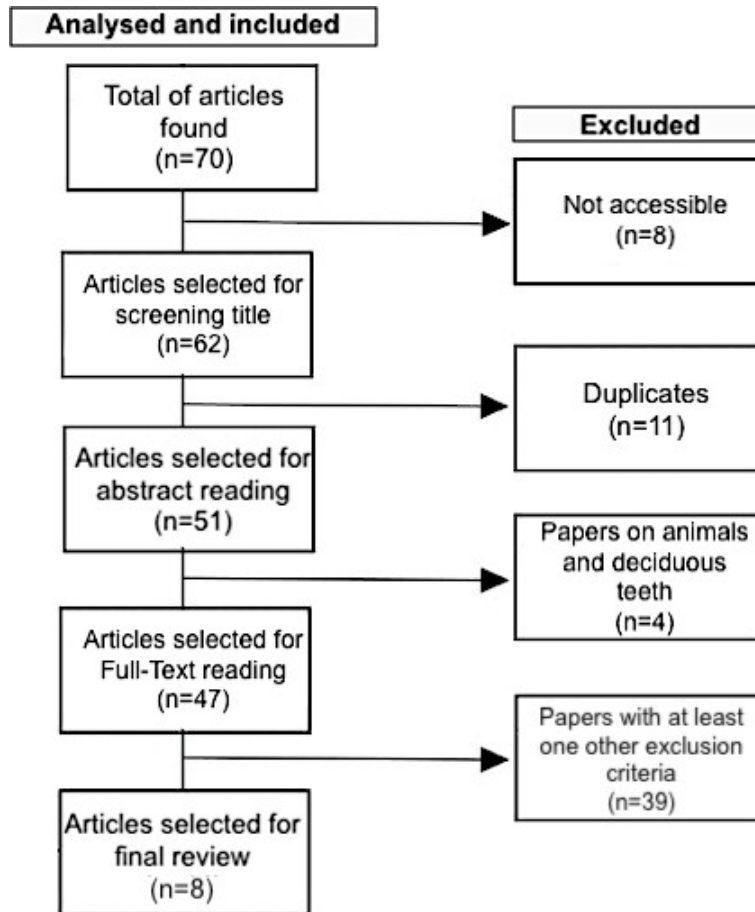 Analysed and included
Total of articles
found
(n=70)
Excluded
Not accessible
(n=8)
Articles selected for
screening title
(n=62)
Duplicates
(n=11)
Articles selected for
abstract reading
(n=51)
Papers on animals
and deciduous
teeth
(n=4)
Articles selected for
Full-Text reading
(n=47)
Papers with at least
one other exclusion
criteria
(n=39)
Articles selected for
final review
(n=8)